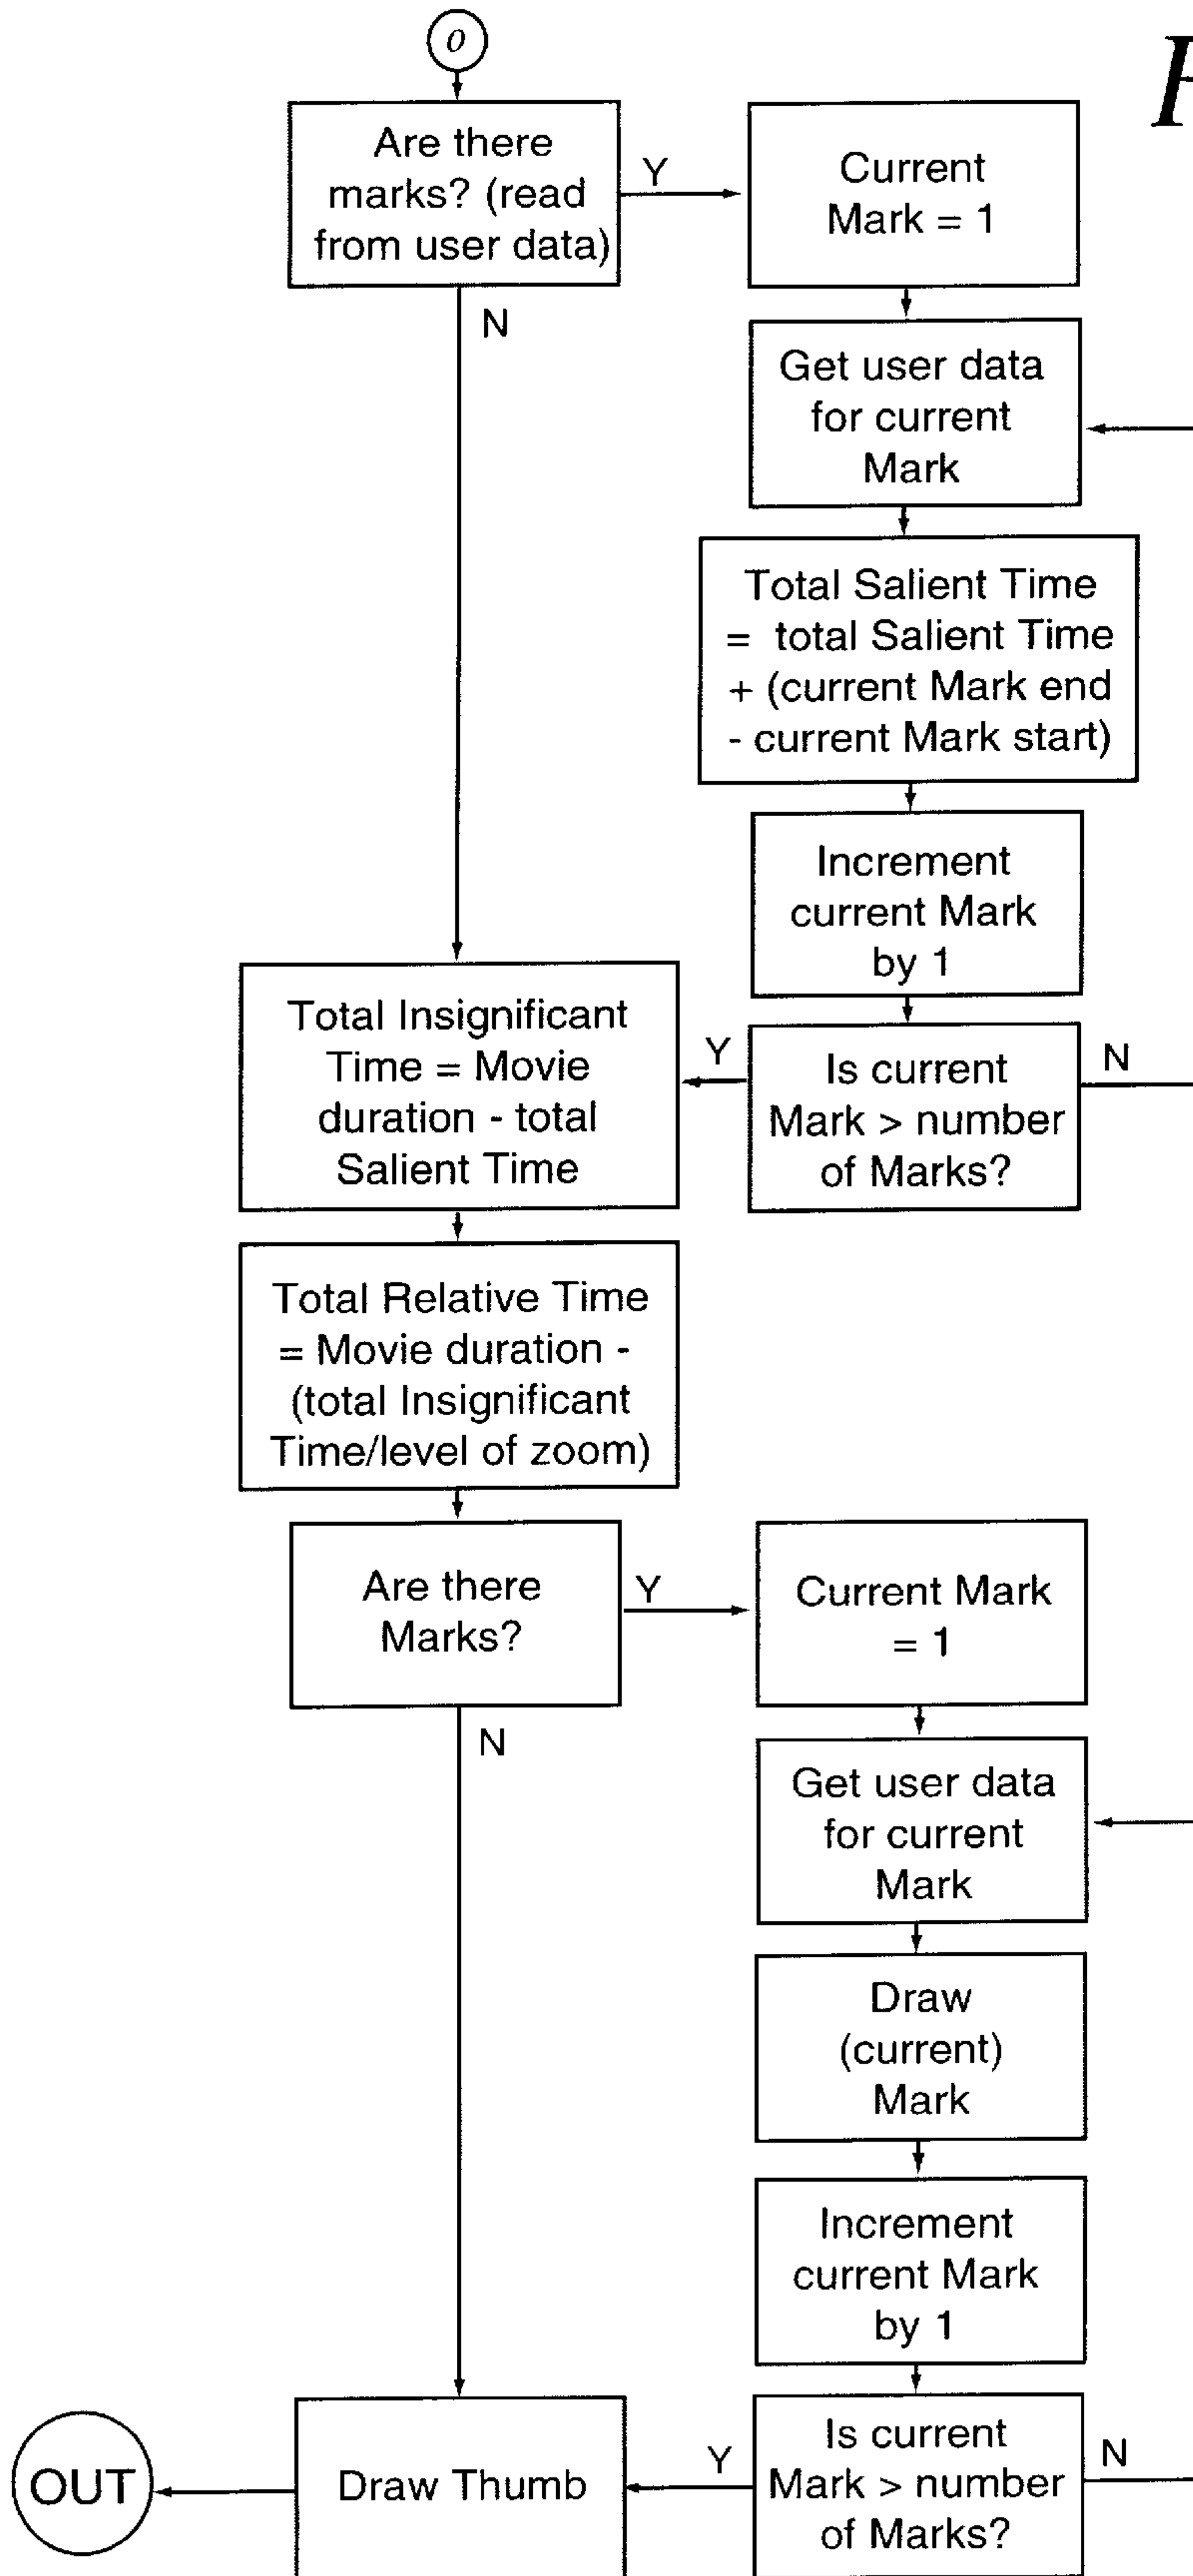 o
Are there
marks? (read
from user data)
Y
N
Current
Mark = 1
Get user data
for current
Mark
Total Salient Time
= total Salient Time
+ (current Mark end
- current Mark start)
Increment
current Mark
by 1
Is current
Mark > number
of Marks?
Y
N
Total Insignificant
Time = Movie
duration - total
Salient Time
Total Relative Time
= Movie duration -
(total Insignificant
Time/level of zoom)
Are there
Marks?
Y
N
Current Mark
= 1
Get user data
for current
Mark
Draw
(current)
Mark
Increment
current Mark
by 1
Is current
Mark > number
of Marks?
Y
N
Draw Thumb
OUT